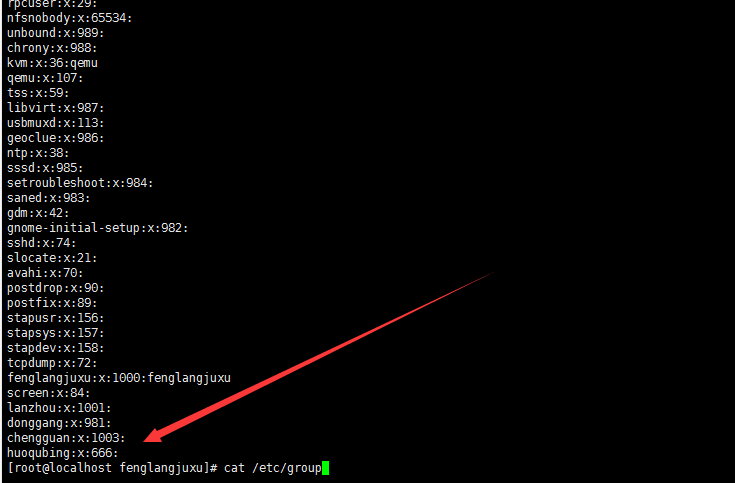 rpcuser:x:29:
nfsnobody:x:65534:
unbound:x:989:
chrony:x:988:
kvm:x:36:qemu
qemu:x:107:
tss:x:59:
libvirt:x:987:
usbmuxd:x:113:
geoclue:x:986:
ntp:x:38:
sssd:x:985:
setroubleshoot:x:984:
saned:x:983:
gdm:x:42:
gnome-initial-setup:x:982:
sshd:x:74:
slocate:x:21:
avahi:x:70:
postdrop:x:90:
postfix:x:89:
stapusr:x:156:
stapsys:x:157:
stapdev:x:158:
tcpdump:x:72:
fenglangjuxu:x:1000:fenglangjuxu
screen:x:84:
lanzhou:x:1001:
donggang:x:981:
chengguan:x:1003:
huoqubing:x:666:
[root@localhost fenglangjuxu]# cat /etc/group